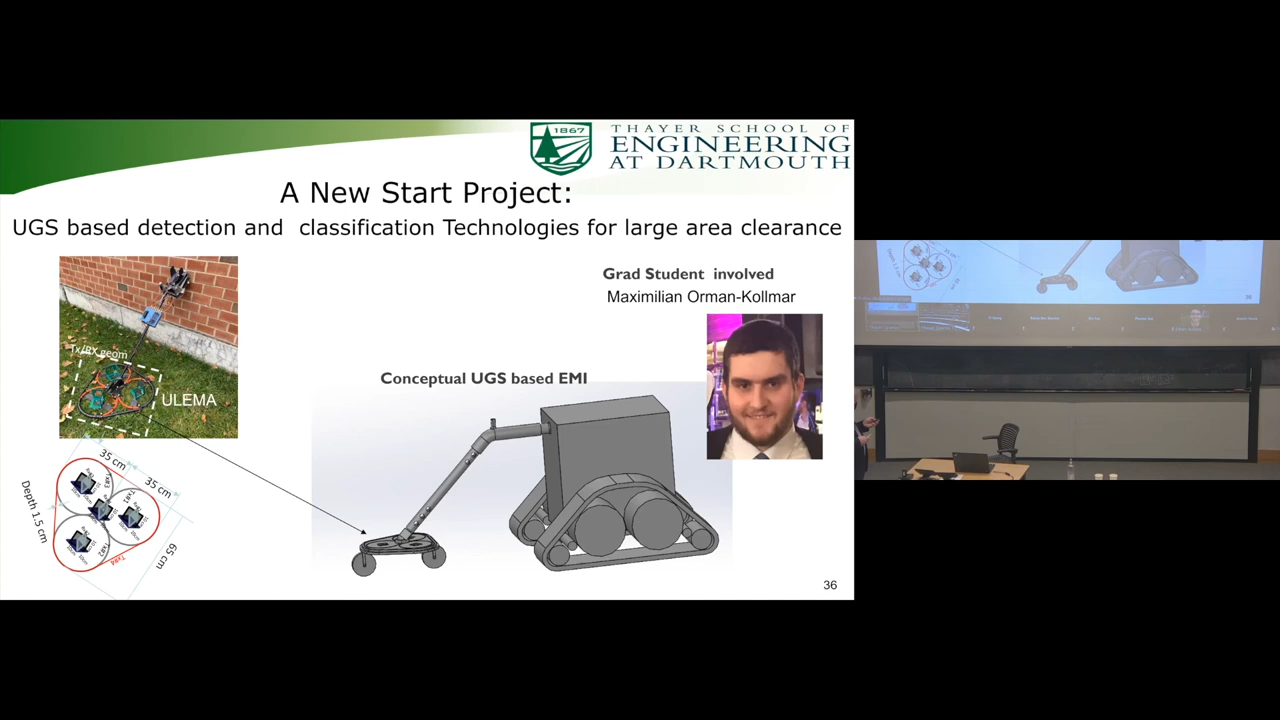 1867
THAYER SCHOOL OF
ENGINEERING
AT DARTMOUTH
A New Start Project:
UGS based detection and classification Technologies for large area clearance
Grad Student involved
Maximilian Orman-Kollmar
Tx/RX geom
ULEMA
Conceptual UGS based EMI
35 cm
35 cm
Depth 1.5 cm
65 cm
36